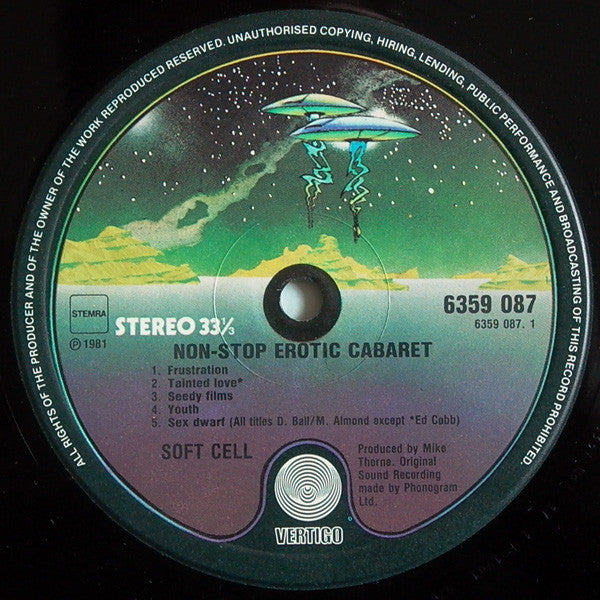 ALL RIGHTS OF THE PRODUCER AND OF THE OWNER OF THE WORK REPRODUCED RESERVED. UNAUTHORISED COPYING, HIRING, LENDING, PUBLIC PERFORMANCE AND BROADCASTING OF THIS RECORD PROHIBITED.
STEMRA
℗ 1981
STEREO 33⅓
6359 087
6359 087. 1
NON-STOP EROTIC CABARET
1. Frustration
2. Tainted love*
3. Seedy films
4. Youth
5. Sex dwarf (All titles D. Ball/M. Almond except *Ed Cobb)
SOFT CELL
Produced by Mike
Thorne. Original
Sound Recording
made by Phonogram
Ltd.
VERTIGO